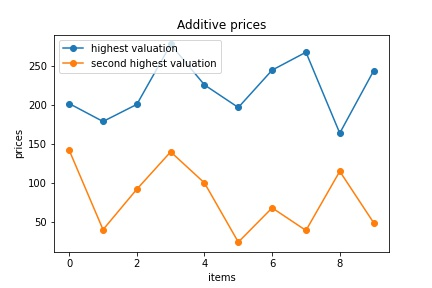 Additive prices
highest valuation
second highest valuation
250
200
150
100
50
prices
0 2 4 6 8
items